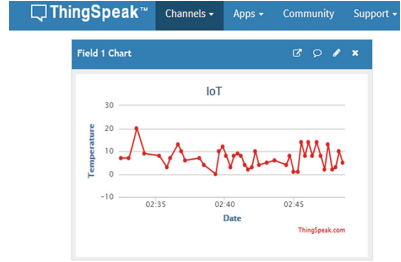 ThingSpeak™ Channels Apps Community Support
Field 1 Chart
IoT
30
20
10
0
-10
Temperature
02:35 02:40 02:45
Date
ThingSpeak.com